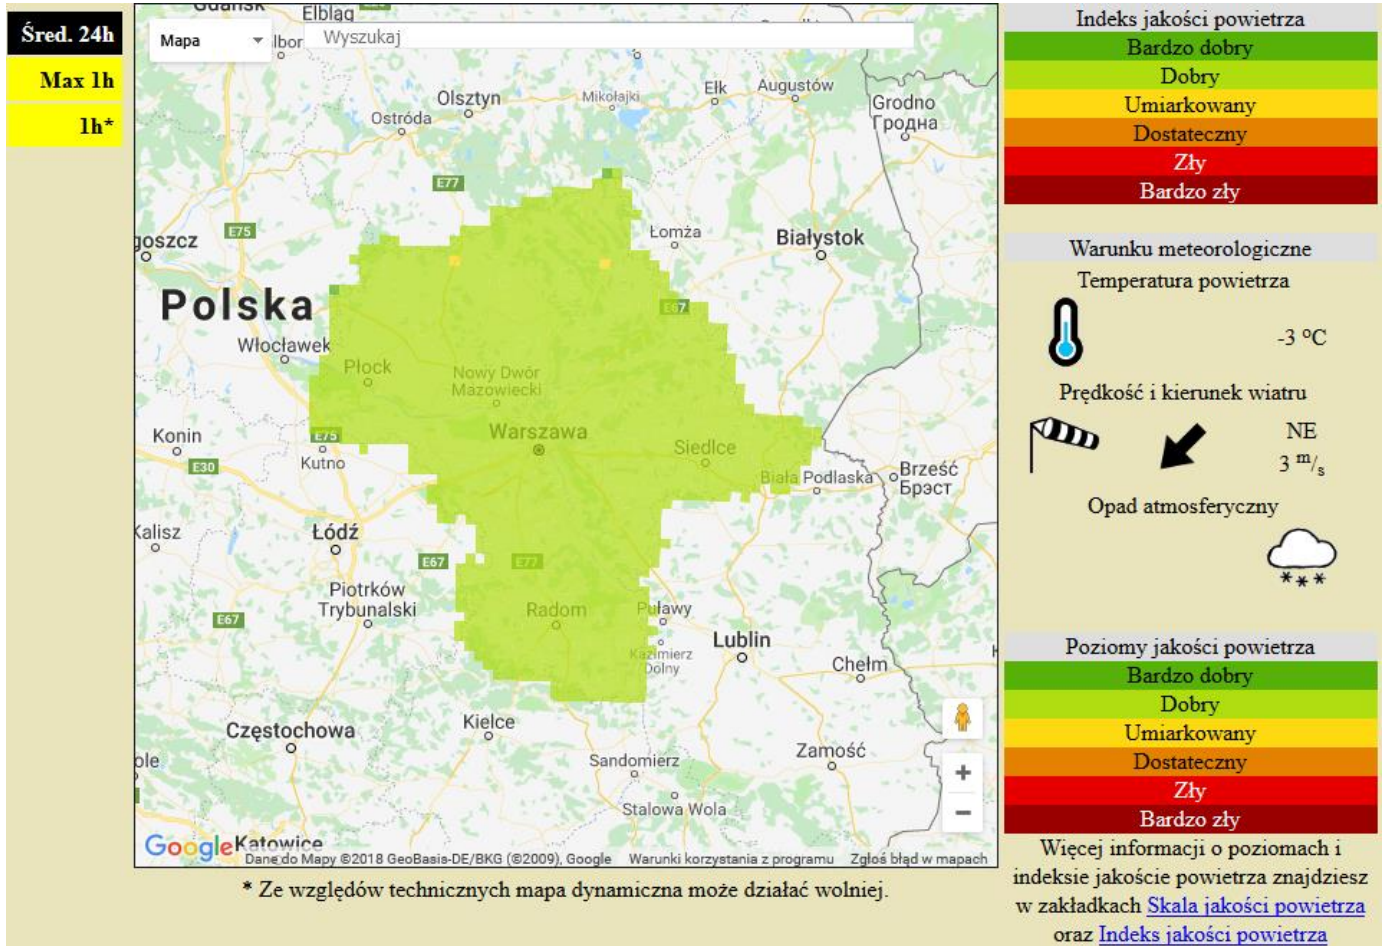 Śred. 24h
Max 1h
1h*
Mapa
Wyszukaj
Elbląg
Olsztyn
Mikołajki
Ełk
Augustów
Ostróda
Grodno
Гродна
E77
Łomża
Białystok
E75
goszcz
Polska
E67
Włocławek
Płock
Nowy Dwór
Mazowiecki
Konin
E75
Warszawa
Siedlce
Kutno
E30
Biała Podlaska
Brześć
Брэст
Kalisz
Łódź
E67
E77
Piotrków
Trybunalski
Radom
Puławy
E67
Lublin
Kazimierz
Dolny
Chełm
Częstochowa
Kielce
Zamość
Sandomierz
Stalowa Wola
Katowice
Google
Dane do Mapy ©2018 GeoBasis-DE/BKG (©2009), Google
Warunki korzystania z programu
Zgłoś błąd w mapach
+
−
* Ze względów technicznych mapa dynamiczna może działać wolniej.
Indeks jakości powietrza
Bardzo dobry
Dobry
Umiarkowany
Dostateczny
Zły
Bardzo zły
Warunku meteorologiczne
Temperatura powietrza
-3 °C
Prędkość i kierunek wiatru
NE
3 m/s
Opad atmosferyczny
Poziomy jakości powietrza
Bardzo dobry
Dobry
Umiarkowany
Dostateczny
Zły
Bardzo zły
Więcej informacji o poziomach i
indeksie jakoście powietrza znajdziesz
w zakładkach Skala jakości powietrza
oraz Indeks jakości powietrza